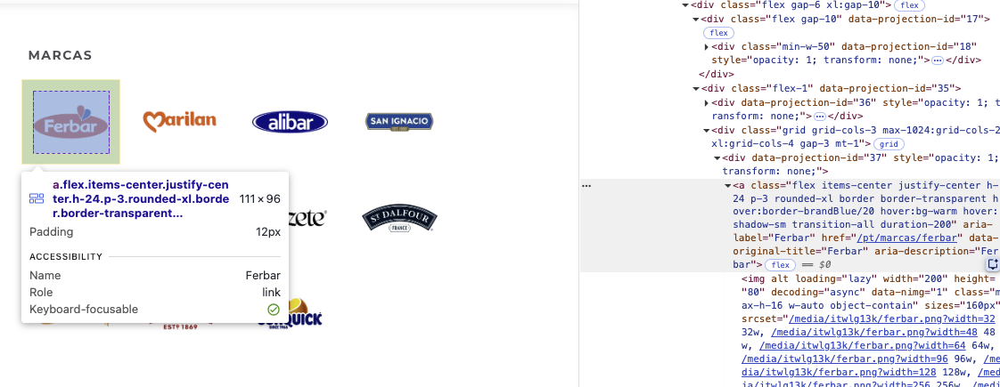 MARCAS
Ferbar
Marilan
alibar
SAN IGNACIO
a.flex.items-center.justify-cen
ter.h-24.p-3.rounded-xl.borde
r.border-transparent...
111 × 96
Padding
12px
ACCESSIBILITY
Name
Ferbar
Role
link
Keyboard-focusable
zete
ST DALFOUR
FRANCE
ESTº 1869
QUICK
SINCE 1966
<div class="flex gap-6 xl:gap-10"> flex
<div class="flex gap-10" data-projection-id="17">
flex
<div class="min-w-50" data-projection-id="18"
style="opacity: 1; transform: none;"> ⋯ </div>
</div>
<div class="flex-1" data-projection-id="35">
<div data-projection-id="36" style="opacity: 1; t
ransform: none;"> ⋯ </div>
<div class="grid grid-cols-3 max-1024:grid-cols-2
xl:grid-cols-4 gap-3 mt-1"> grid
<div data-projection-id="37" style="opacity: 1;
transform: none;">
<a class="flex items-center justify-center h-
24 p-3 rounded-xl border border-transparent h
over:border-brandBlue/20 hover:bg-warm hover:
shadow-sm transition-all duration-200" aria-
label="Ferbar" href="/pt/marcas/ferbar" data-
original-title="Ferbar" aria-description="Fer
bar"> flex == $0
<img alt loading="lazy" width="200" height=
"80" decoding="async" data-nimg="1" class="m
ax-h-16 w-auto object-contain" sizes="160px"
srcset="/media/itwlg13k/ferbar.png?width=32
32w, /media/itwlg13k/ferbar.png?width=48 48
w, /media/itwlg13k/ferbar.png?width=64 64w,
/media/itwlg13k/ferbar.png?width=96 96w, /me
dia/itwlg13k/ferbar.png?width=128 128w, /med
ia/itwlg13k/ferbar.png?width=256 256w, /medi